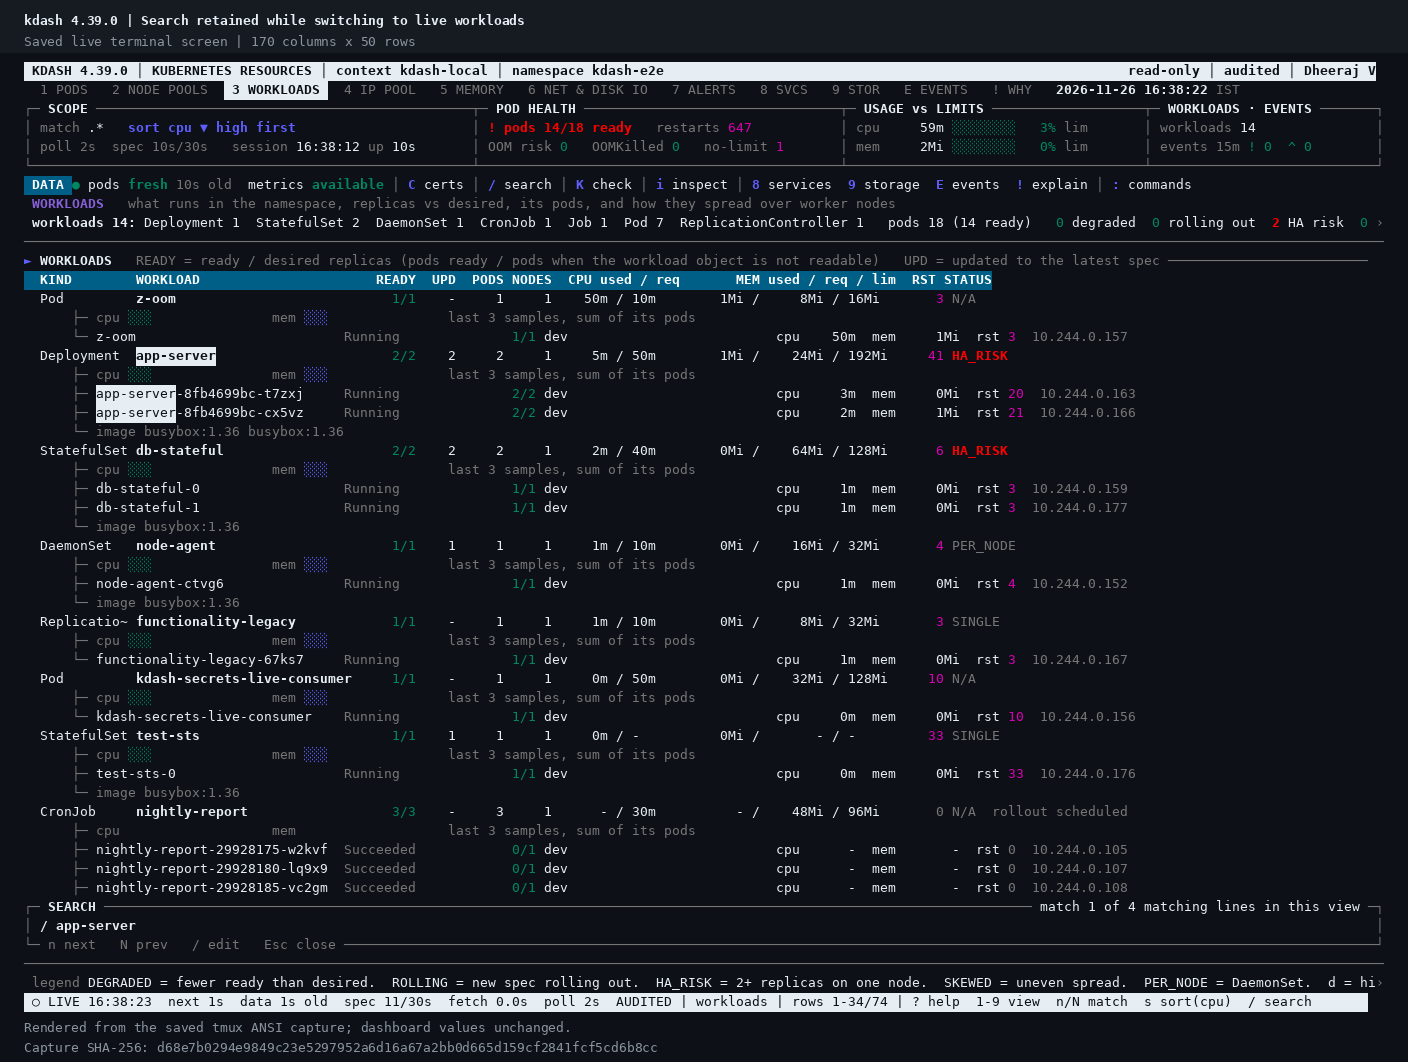 kdash 4.39.0 | Search retained while switching to live workloads
Saved live terminal screen | 170 columns x 50 rows
KDASH 4.39.0 │ KUBERNETES RESOURCES │ context kdash-local │ namespace kdash-e2e read-only │ audited │ Dheeraj V
1 PODS 2 NODE POOLS 3 WORKLOADS 4 IP POOL 5 MEMORY 6 NET & DISK IO 7 ALERTS 8 SVCS 9 STOR E EVENTS ! WHY 2026-11-26 16:38:22 IST
SCOPE POD HEALTH USAGE vs LIMITS WORKLOADS · EVENTS
match .* sort cpu ▼ high first │ ! pods 14/18 ready restarts 647 │ cpu 59m ░░░░░░░░ 3% lim │ workloads 14
poll 2s spec 10s/30s session 16:38:12 up 10s │ OOM risk 0 OOMKilled 0 no-limit 1 │ mem 2Mi ░░░░░░░░ 0% lim │ events 15m ! 0 ^ 0
DATA ● pods fresh 10s old metrics available │ C certs │ / search │ K check │ i inspect │ 8 services 9 storage E events ! explain │ : commands
WORKLOADS what runs in the namespace, replicas vs desired, its pods, and how they spread over worker nodes
workloads 14: Deployment 1 StatefulSet 2 DaemonSet 1 CronJob 1 Job 1 Pod 7 ReplicationController 1 pods 18 (14 ready) 0 degraded 0 rolling out 2 HA risk 0 ›
► WORKLOADS READY = ready / desired replicas (pods ready / pods when the workload object is not readable) UPD = updated to the latest spec
KIND WORKLOAD READY UPD PODS NODES CPU used / req MEM used / req / lim RST STATUS
Pod z-oom 1/1 - 1 1 50m / 10m 1Mi / 8Mi / 16Mi 3 N/A
├─ cpu ░░░ mem ░░░ last 3 samples, sum of its pods
└─ z-oom Running 1/1 dev cpu 50m mem 1Mi rst 3 10.244.0.157
Deployment app-server 2/2 2 2 1 5m / 50m 1Mi / 24Mi / 192Mi 41 HA_RISK
├─ cpu ░░░ mem ░░░ last 3 samples, sum of its pods
├─ app-server-8fb4699bc-t7zxj Running 2/2 dev cpu 3m mem 0Mi rst 20 10.244.0.163
├─ app-server-8fb4699bc-cx5vz Running 2/2 dev cpu 2m mem 1Mi rst 21 10.244.0.166
└─ image busybox:1.36 busybox:1.36
StatefulSet db-stateful 2/2 2 2 1 2m / 40m 0Mi / 64Mi / 128Mi 6 HA_RISK
├─ cpu ░░░ mem ░░░ last 3 samples, sum of its pods
├─ db-stateful-0 Running 1/1 dev cpu 1m mem 0Mi rst 3 10.244.0.159
├─ db-stateful-1 Running 1/1 dev cpu 1m mem 0Mi rst 3 10.244.0.177
└─ image busybox:1.36
DaemonSet node-agent 1/1 1 1 1 1m / 10m 0Mi / 16Mi / 32Mi 4 PER_NODE
├─ cpu ░░░ mem ░░░ last 3 samples, sum of its pods
├─ node-agent-ctvg6 Running 1/1 dev cpu 1m mem 0Mi rst 4 10.244.0.152
└─ image busybox:1.36
Replicatio~ functionality-legacy 1/1 - 1 1 1m / 10m 0Mi / 8Mi / 32Mi 3 SINGLE
├─ cpu ░░░ mem ░░░ last 3 samples, sum of its pods
└─ functionality-legacy-67ks7 Running 1/1 dev cpu 1m mem 0Mi rst 3 10.244.0.167
Pod kdash-secrets-live-consumer 1/1 - 1 1 0m / 50m 0Mi / 32Mi / 128Mi 10 N/A
├─ cpu ░░░ mem ░░░ last 3 samples, sum of its pods
└─ kdash-secrets-live-consumer Running 1/1 dev cpu 0m mem 0Mi rst 10 10.244.0.156
StatefulSet test-sts 1/1 1 1 1 0m / - 0Mi / - / - 33 SINGLE
├─ cpu ░░░ mem ░░░ last 3 samples, sum of its pods
├─ test-sts-0 Running 1/1 dev cpu 0m mem 0Mi rst 33 10.244.0.176
└─ image busybox:1.36
CronJob nightly-report 3/3 - 3 1 - / 30m - / 48Mi / 96Mi 0 N/A rollout scheduled
├─ cpu mem last 3 samples, sum of its pods
├─ nightly-report-29928175-w2kvf Succeeded 0/1 dev cpu - mem - rst 0 10.244.0.105
├─ nightly-report-29928180-lq9x9 Succeeded 0/1 dev cpu - mem - rst 0 10.244.0.107
├─ nightly-report-29928185-vc2gm Succeeded 0/1 dev cpu - mem - rst 0 10.244.0.108
SEARCH match 1 of 4 matching lines in this view
/ app-server
n next N prev / edit Esc close
legend DEGRADED = fewer ready than desired. ROLLING = new spec rolling out. HA_RISK = 2+ replicas on one node. SKEWED = uneven spread. PER_NODE = DaemonSet. d = hi›
○ LIVE 16:38:23 next 1s data 1s old spec 11/30s fetch 0.0s poll 2s AUDITED | workloads | rows 1-34/74 | ? help 1-9 view n/N match s sort(cpu) / search
Rendered from the saved tmux ANSI capture; dashboard values unchanged.
Capture SHA-256: d68e7b0294e9849c23e5297952a6d16a67a2bb0d665d159cf2841fcf5cd6b8cc